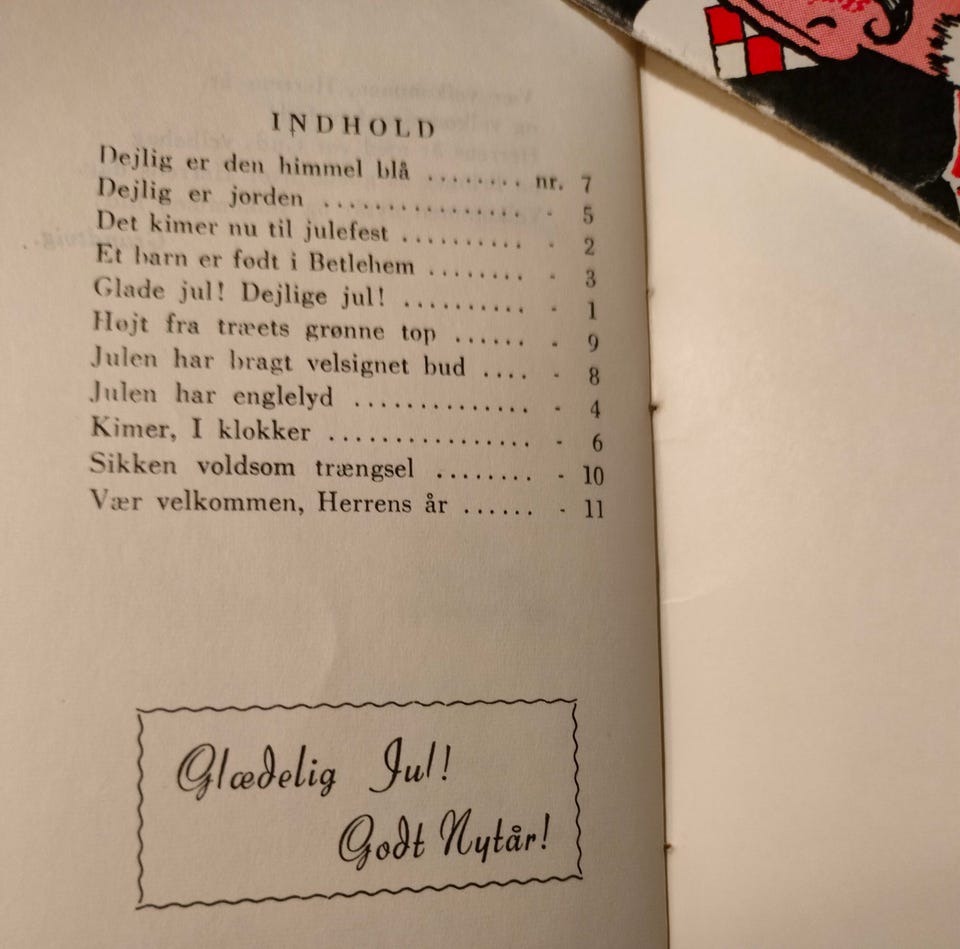 INDHOLD
Dejlig er den himmel blå ........ nr. 7
Dejlig er jorden ................ - 5
Det kimer nu til julefest .......... - 2
Et barn er født i Betlehem ........ - 3
Glade jul! Dejlige jul! .......... - 1
Højt fra træets grønne top ...... - 9
Julen har bragt velsignet bud .... - 8
Julen har englelyd .............. - 4
Kimer, I klokker ................ - 6
Sikken voldsom trængsel ........ - 10
Vær velkommen, Herrens år ...... - 11
Glædelig Jul!
Godt Nytår!